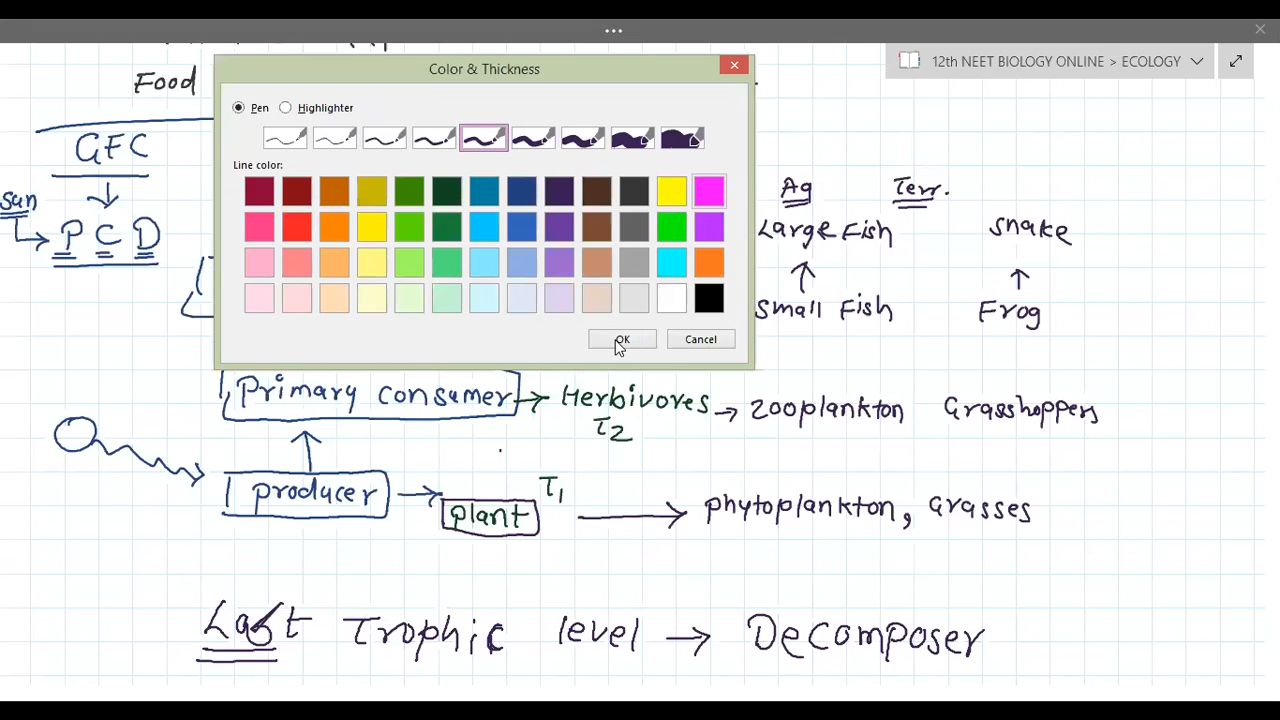 12th NEET BIOLOGY ONLINE > ECOLOGY
Color & Thickness
Food
Pen Highlighter
GFC
Line color:
Sun
P C D
Aq Terr.
Large Fish Snake
Small Fish Frog
OK Cancel
Primary consumer → Herbivores → Zooplankton Grasshoppers
T2
producer → plant T1 → phytoplankton, Grasses
Last Trophic level → Decomposer